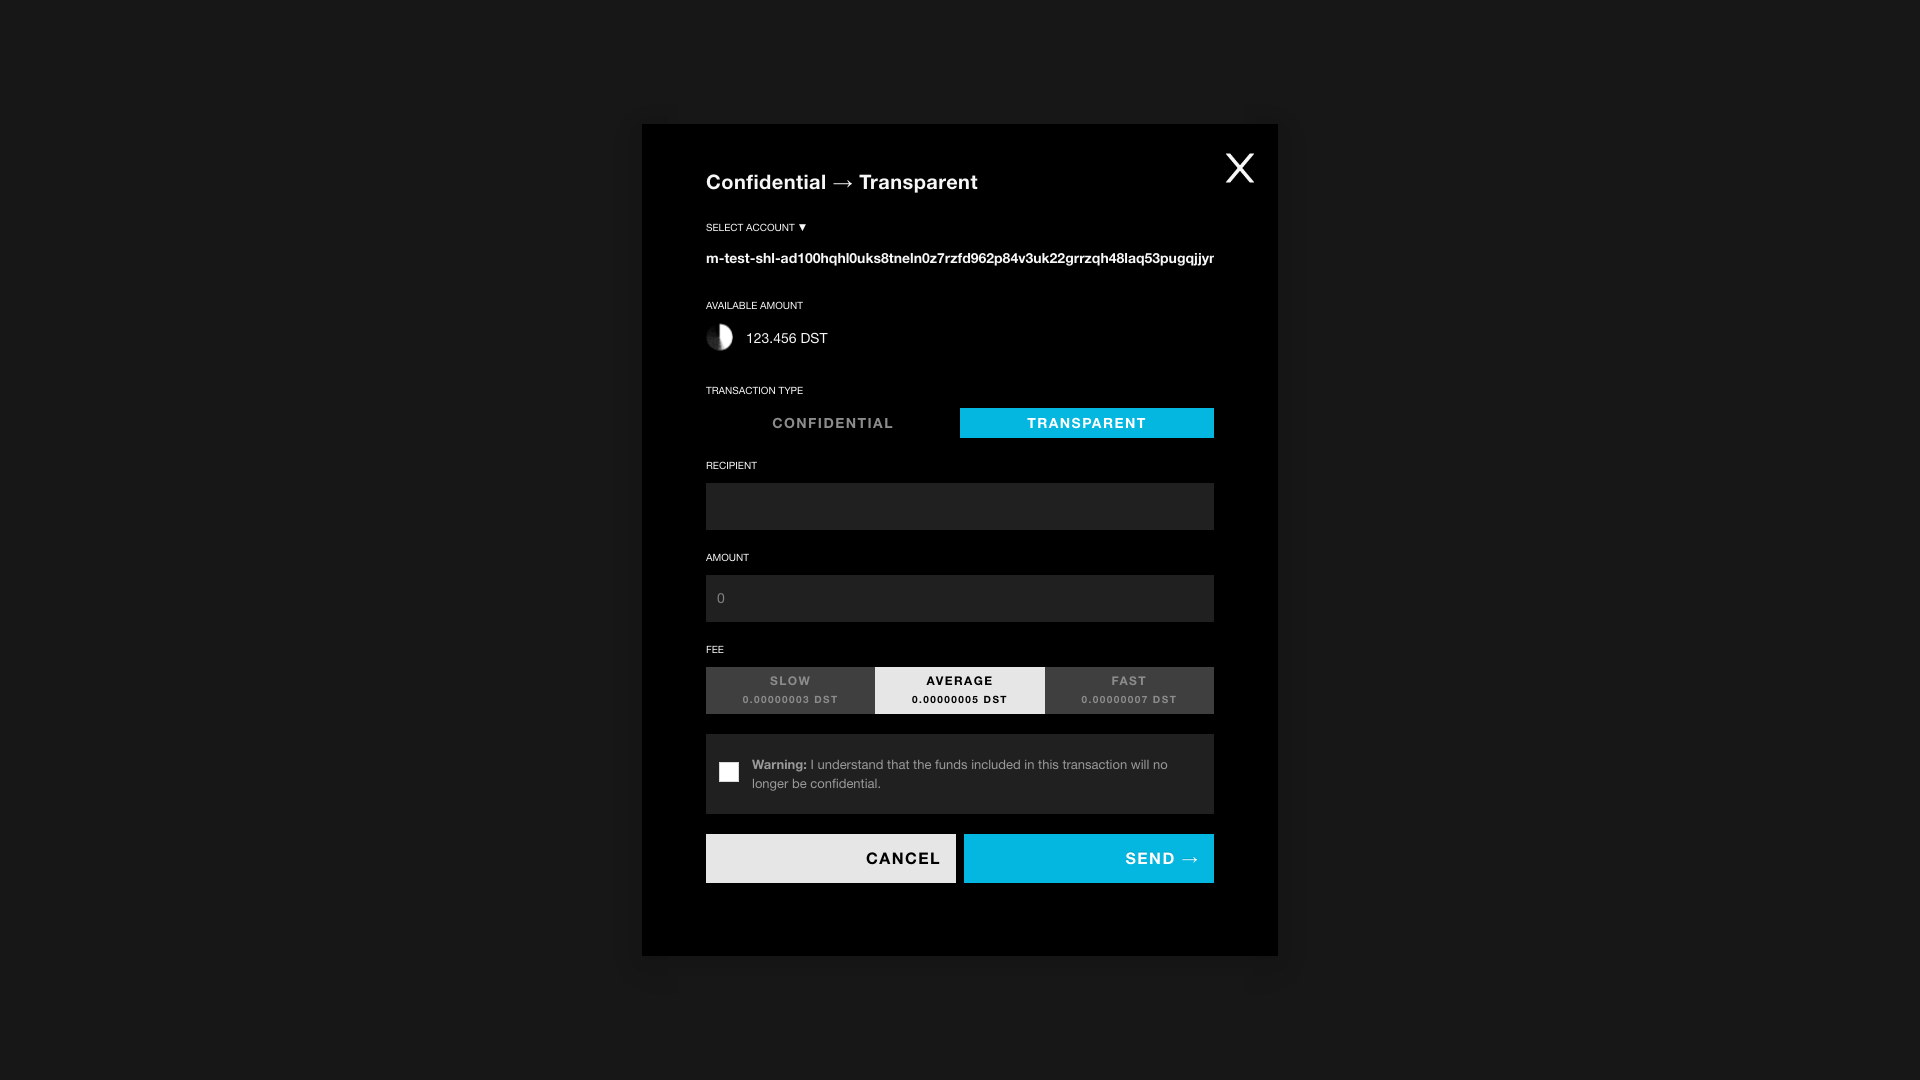 Confidential → Transparent
X
SELECT ACCOUNT ▼
m-test-shl-ad100hqhl0uks8tneln0z7rzfd962p84v3uk22grrzqh48laq53pugqjjyr
AVAILABLE AMOUNT
123.456 DST
TRANSACTION TYPE
CONFIDENTIAL TRANSPARENT
RECIPIENT
AMOUNT
0
FEE
SLOW AVERAGE FAST
0.00000003 DST 0.00000005 DST 0.00000007 DST
Warning: I understand that the funds included in this transaction will no
longer be confidential.
CANCEL SEND →